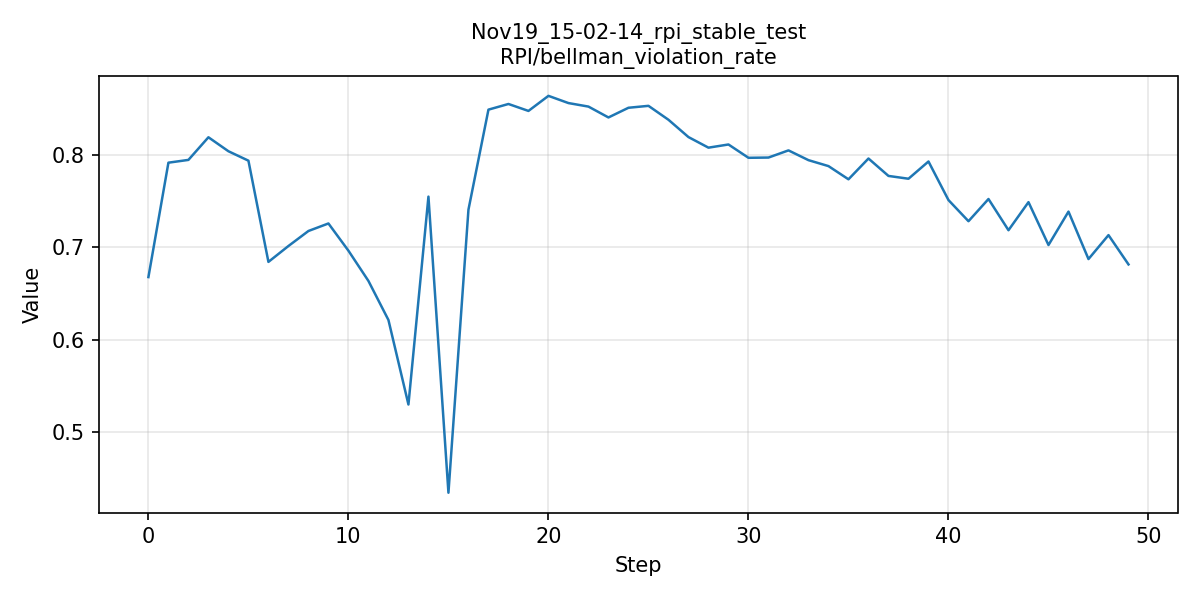 Nov19_15-02-14_rpi_stable_test
RPI/bellman_violation_rate
Value
0.8
0.7
0.6
0.5
0 10 20 30 40 50
Step